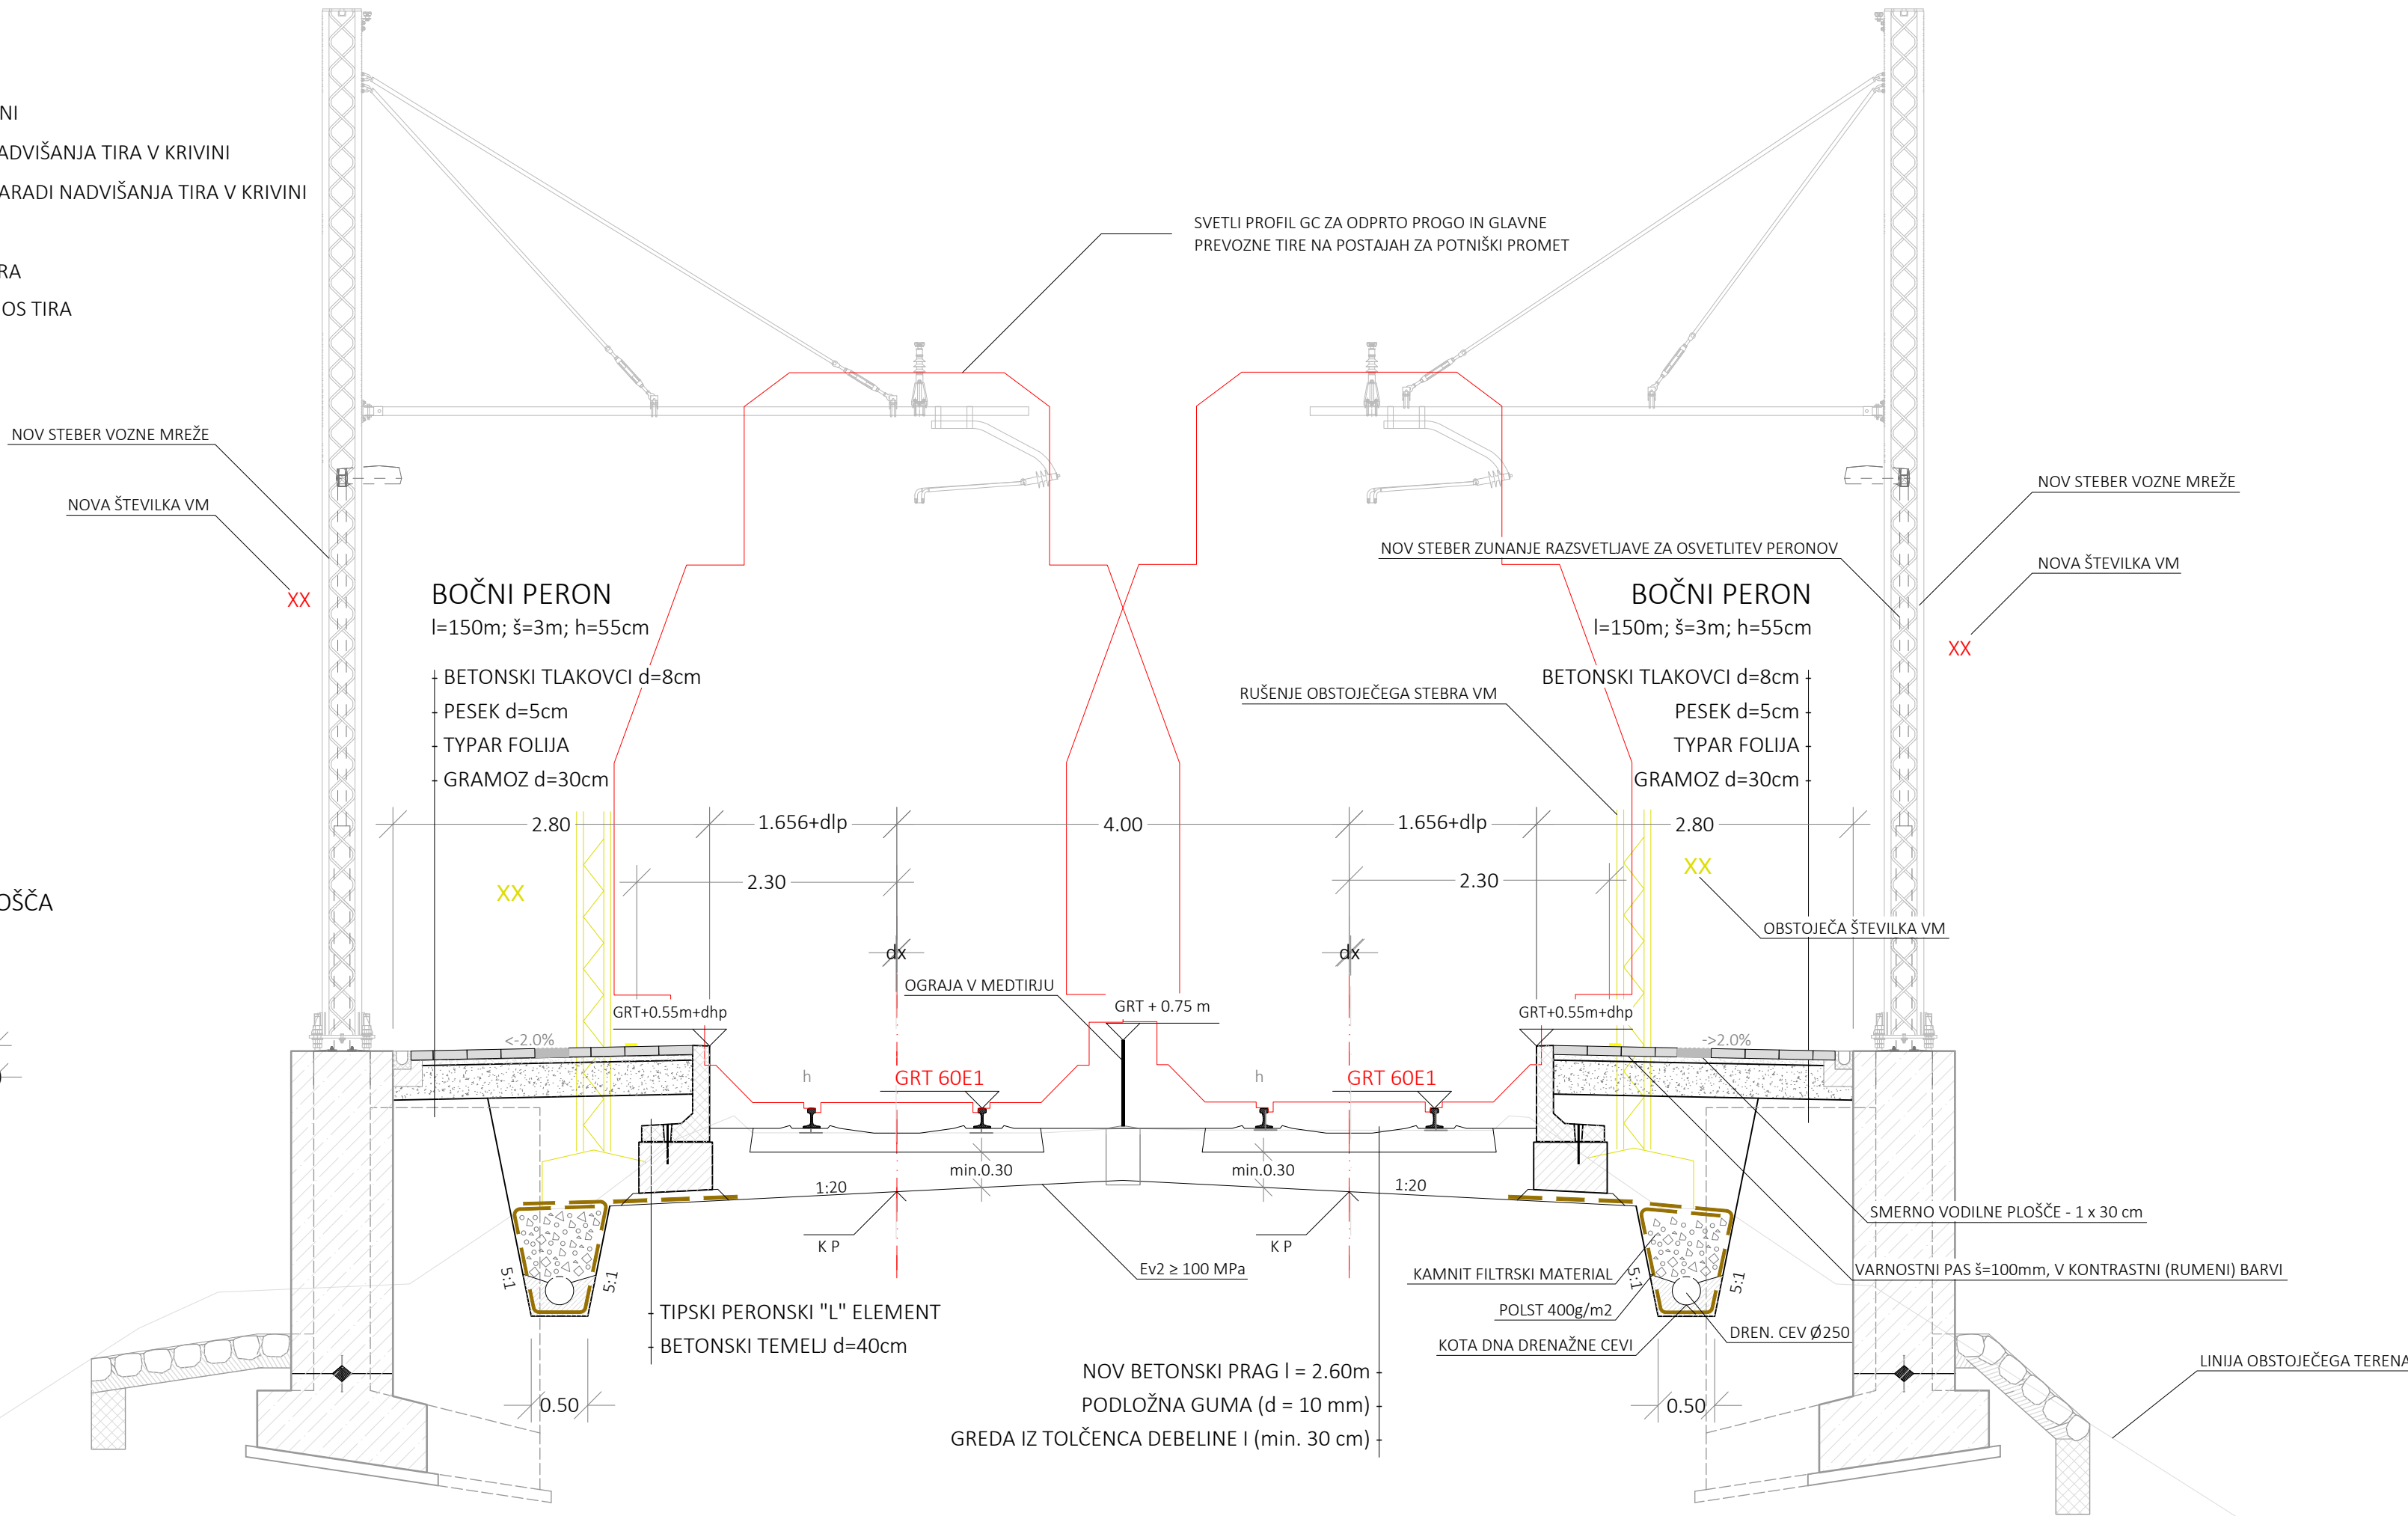 NI
ADVIŠANJA TIRA V KRIVINI
ARADI NADVIŠANJA TIRA V KRIVINI
RA
OS TIRA
OŠČA
SVETLI PROFIL GC ZA ODPRTO PROGO IN GLAVNE
PREVOZNE TIRE NA POSTAJAH ZA POTNIŠKI PROMET
NOV STEBER VOZNE MREŽE
NOVA ŠTEVILKA VM
XX
NOV STEBER VOZNE MREŽE
NOV STEBER ZUNANJE RAZSVETLJAVE ZA OSVETLITEV PERONOV
NOVA ŠTEVILKA VM
XX
BOČNI PERON
l=150m; š=3m; h=55cm
BETONSKI TLAKOVCI d=8cm
PESEK d=5cm
TYPAR FOLIJA
GRAMOZ d=30cm
BOČNI PERON
l=150m; š=3m; h=55cm
RUŠENJE OBSTOJEČEGA STEBRA VM
BETONSKI TLAKOVCI d=8cm
PESEK d=5cm
TYPAR FOLIJA
GRAMOZ d=30cm
2.80
1.656+dlp
4.00
1.656+dlp
2.80
XX
2.30
2.30
XX
OBSTOJEČA ŠTEVILKA VM
dx
dx
OGRAJA V MEDTIRJU
GRT+0.55m+dhp
GRT + 0.75 m
GRT+0.55m+dhp
<-2.0%
->2.0%
h
GRT 60E1
h
GRT 60E1
min.0.30
min.0.30
1:20
1:20
K P
K P
Ev2 ≥ 100 MPa
SMERNO VODILNE PLOŠČE - 1 x 30 cm
VARNOSTNI PAS š=100mm, V KONTRASTNI (RUMENI) BARVI
KAMNIT FILTRSKI MATERIAL
POLST 400g/m2
KOTA DNA DRENAŽNE CEVI
DREN. CEV Ø250
5:1
5:1
5:1
5:1
TIPSKI PERONSKI "L" ELEMENT
BETONSKI TEMELJ d=40cm
LINIJA OBSTOJEČEGA TERENA
NOV BETONSKI PRAG l = 2.60m
PODLOŽNA GUMA (d = 10 mm)
GREDA IZ TOLČENCA DEBELINE I (min. 30 cm)
0.50
0.50